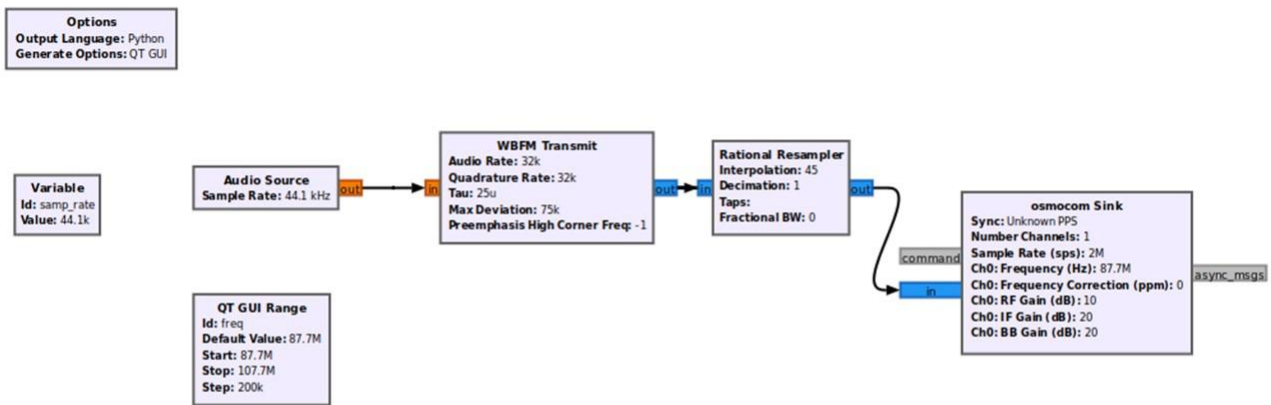 Options
Output Language: Python
Generate Options: QT GUI
Variable
Id: samp_rate
Value: 44.1k
Audio Source
Sample Rate: 44.1 kHz
out
in
WBFM Transmit
Audio Rate: 32k
Quadrature Rate: 32k
Tau: 25u
Max Deviation: 75k
Preemphasis High Corner Freq: -1
out
in
Rational Resampler
Interpolation: 45
Decimation: 1
Taps:
Fractional BW: 0
out
command
in
osmocom Sink
Sync: Unknown PPS
Number Channels: 1
Sample Rate (sps): 2M
Ch0: Frequency (Hz): 87.7M
Ch0: Frequency Correction (ppm): 0
Ch0: RF Gain (dB): 10
Ch0: IF Gain (dB): 20
Ch0: BB Gain (dB): 20
async_msgs
QT GUI Range
Id: freq
Default Value: 87.7M
Start: 87.7M
Stop: 107.7M
Step: 200k